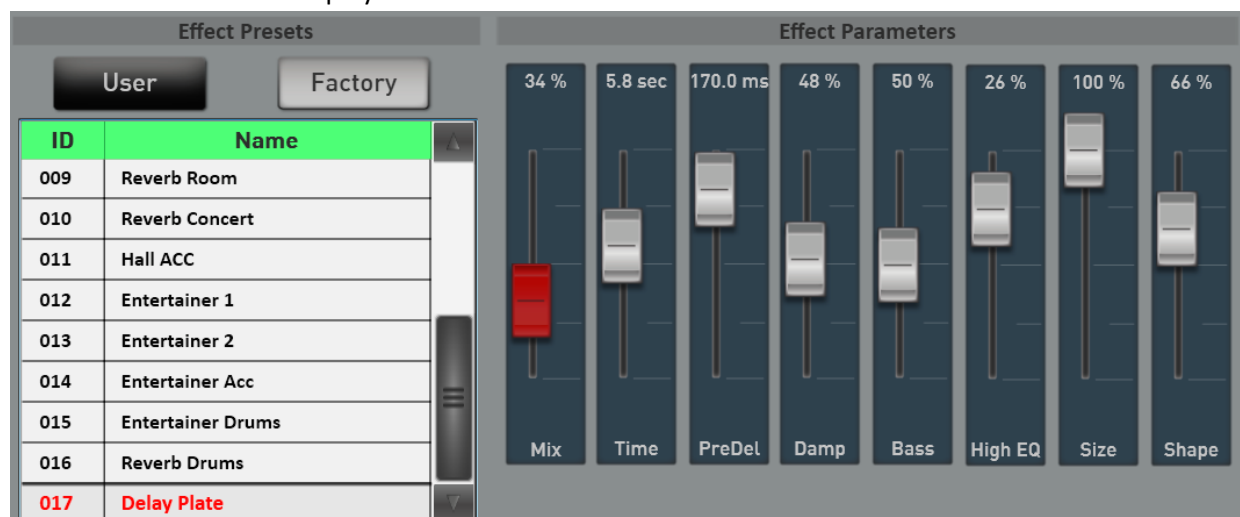 Effect Presets
Effect Parameters
User
Factory
ID Name
009 Reverb Room
010 Reverb Concert
011 Hall ACC
012 Entertainer 1
013 Entertainer 2
014 Entertainer Acc
015 Entertainer Drums
016 Reverb Drums
017 Delay Plate
34 % 5.8 sec 170.0 ms 48 % 50 % 26 % 100 % 66 %
Mix Time PreDel Damp Bass High EQ Size Shape